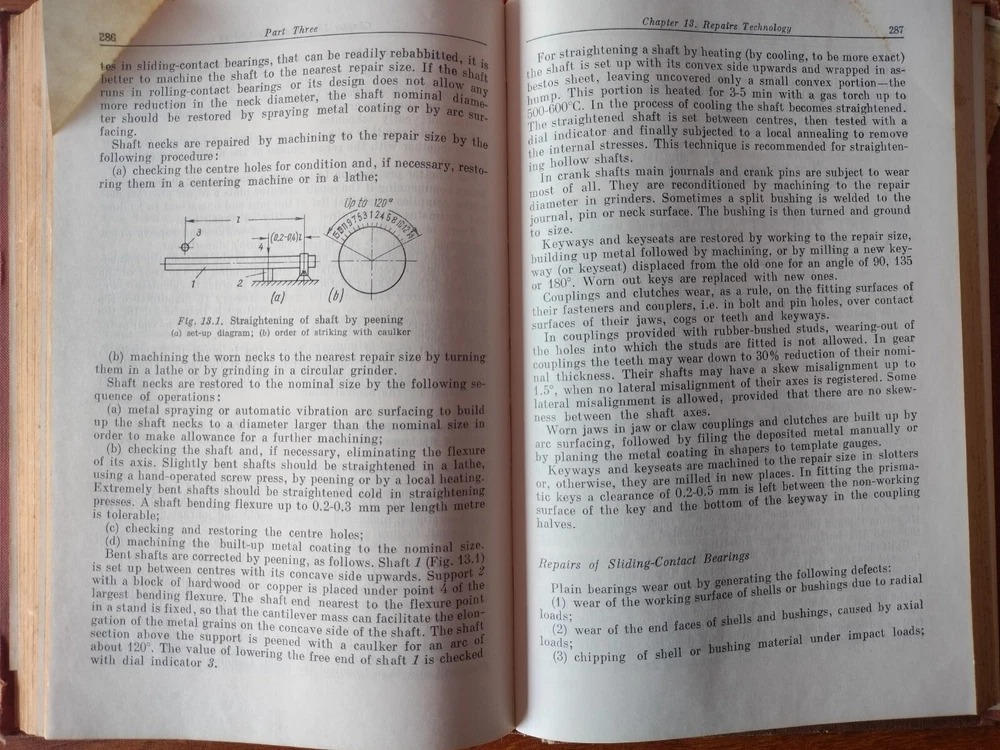 286
Part Three
tes in sliding-contact bearings, that can be readily rebabbitted, it is
better to machine the shaft to the nearest repair size. If the shaft
runs in rolling-contact bearings or its design does not allow any
more reduction in the neck diameter, the shaft nominal diame-
ter should be restored by spraying metal coating or by arc sur-
facing.
Shaft necks are repaired by machining to the repair size by the
following procedure:
(a) checking the centre holes for condition and, if necessary, resto-
ring them in a centering machine or in a lathe;
Up to 120°
l
3
(0.2-0.4)l
4
1
2
(a)
(b)
Fig. 13.1. Straightening of shaft by peening
(a) set-up diagram; (b) order of striking with caulker
(b) machining the worn necks to the nearest repair size by turning
them in a lathe or by grinding in a circular grinder.
Shaft necks are restored to the nominal size by the following se-
quence of operations:
(a) metal spraying or automatic vibration arc surfacing to build
up the shaft necks to a diameter larger than the nominal size in
order to make allowance for a further machining;
(b) checking the shaft and, if necessary, eliminating the flexure
of its axis. Slightly bent shafts should be straightened in a lathe,
using a hand-operated screw press, by peening or by a local heating.
Extremely bent shafts should be straightened cold in straightening
presses. A shaft bending flexure up to 0.2-0.3 mm per length metre
is tolerable;
(c) checking and restoring the centre holes;
(d) machining the built-up metal coating to the nominal size.
Bent shafts are corrected by peening, as follows. Shaft 1 (Fig. 13.1)
is set up between centres with its concave side upwards. Support 2
with a block of hardwood or copper is placed under point 4 of the
largest bending flexure. The shaft end nearest to the flexure point
in a stand is fixed, so that the cantilever mass can facilitate the elon-
gation of the metal grains on the concave side of the shaft. The shaft
section above the support is peened with a caulker for an arc of
about 120°. The value of lowering the free end of shaft 1 is checked
with dial indicator 3.
Chapter 13. Repairs Technology
287
For straightening a shaft by heating (by cooling, to be more exact)
the shaft is set up with its convex side upwards and wrapped in as-
bestos sheet, leaving uncovered only a small convex portion—the
hump. This portion is heated for 3-5 min with a gas torch up to
500-600°C. In the process of cooling the shaft becomes straightened.
The straightened shaft is set between centres, then tested with a
dial indicator and finally subjected to a local annealing to remove
the internal stresses. This technique is recommended for straighten-
ing hollow shafts.
In crank shafts main journals and crank pins are subject to wear
most of all. They are reconditioned by machining to the repair
diameter in grinders. Sometimes a split bushing is welded to the
journal, pin or neck surface. The bushing is then turned and ground
to size.
Keyways and keyseats are restored by working to the repair size,
building up metal followed by machining, or by milling a new key-
way (or keyseat) displaced from the old one for an angle of 90, 135
or 180°. Worn out keys are replaced with new ones.
Couplings and clutches wear, as a rule, on the fitting surfaces of
their fasteners and couplers, i.e. in bolt and pin holes, over contact
surfaces of their jaws, cogs or teeth and keyways.
In couplings provided with rubber-bushed studs, wearing-out of
the holes into which the studs are fitted is not allowed. In gear
couplings the teeth may wear down to 30% reduction of their nomi-
nal thickness. Their shafts may have a skew misalignment up to
1.5°, when no lateral misalignment of their axes is registered. Some
lateral misalignment is allowed, provided that there are no skew-
ness between the shaft axes.
Worn jaws in jaw or claw couplings and clutches are built up by
arc surfacing, followed by filing the deposited metal manually or
by planing the metal coating in shapers to template gauges.
Keyways and keyseats are machined to the repair size in slotters
or, otherwise, they are milled in new places. In fitting the prisma-
tic keys a clearance of 0.2-0.5 mm is left between the non-working
surface of the key and the bottom of the keyway in the coupling
halves.
Repairs of Sliding-Contact Bearings
Plain bearings wear out by generating the following defects:
(1) wear of the working surface of shells or bushings due to radial
loads;
(2) wear of the end faces of shells and bushings, caused by axial
loads;
(3) chipping of shell or bushing material under impact loads;